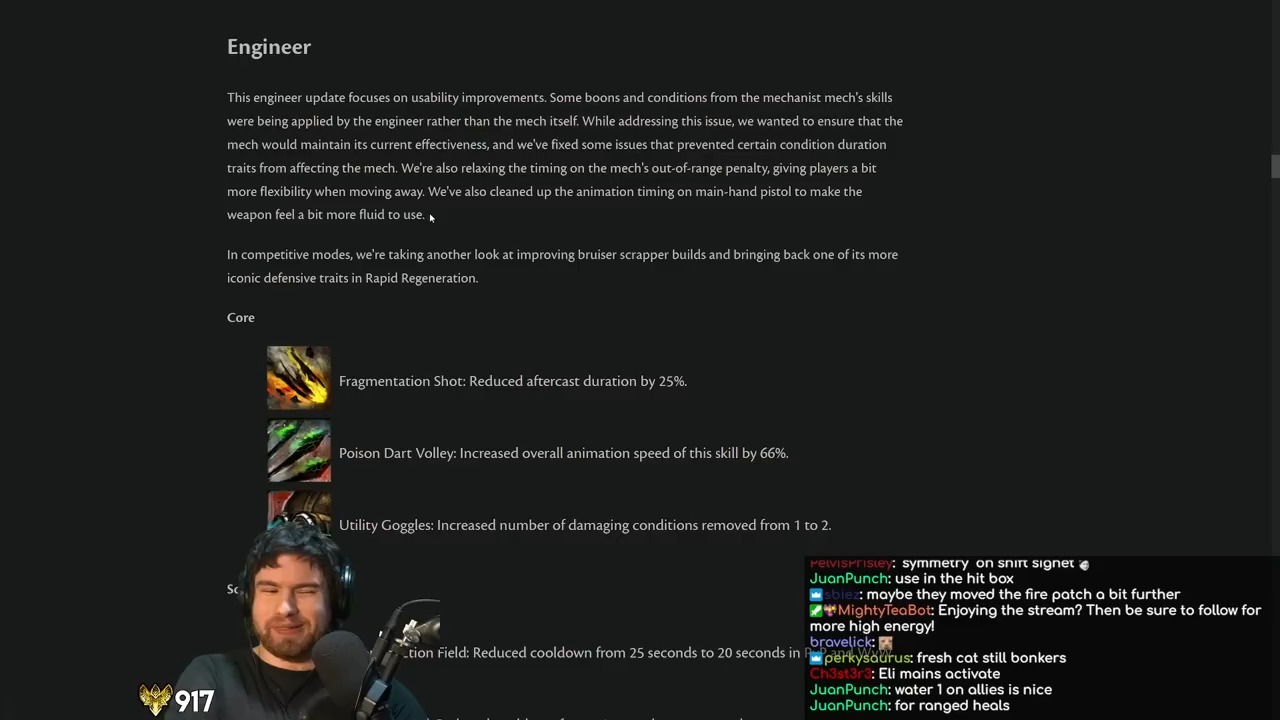 Engineer
This engineer update focuses on usability improvements. Some boons and conditions from the mechanist mech's skills
were being applied by the engineer rather than the mech itself. While addressing this issue, we wanted to ensure that the
mech would maintain its current effectiveness, and we've fixed some issues that prevented certain condition duration
traits from affecting the mech. We're also relaxing the timing on the mech's out-of-range penalty, giving players a bit
more flexibility when moving away. We've also cleaned up the animation timing on main-hand pistol to make the
weapon feel a bit more fluid to use.
In competitive modes, we're taking another look at improving bruiser scrapper builds and bringing back one of its more
iconic defensive traits in Rapid Regeneration.
Core
Fragmentation Shot: Reduced aftercast duration by 25%.
Poison Dart Volley: Increased overall animation speed of this skill by 66%.
Utility Goggles: Increased number of damaging conditions removed from 1 to 2.
Field: Reduced cooldown from 25 seconds to 20 seconds in PvP and WvW
PelvisPrisley: symmetry on shift signet
JuanPunch: use in the hit box
sbiez: maybe they moved the fire patch a bit further
MightyTeaBot: Enjoying the stream? Then be sure to follow for
more high energy!
bravelick:
perkysaurus: fresh cat still bonkers
Ch3st3r3: Eli mains activate
JuanPunch: water 1 on allies is nice
JuanPunch: for ranged heals
917